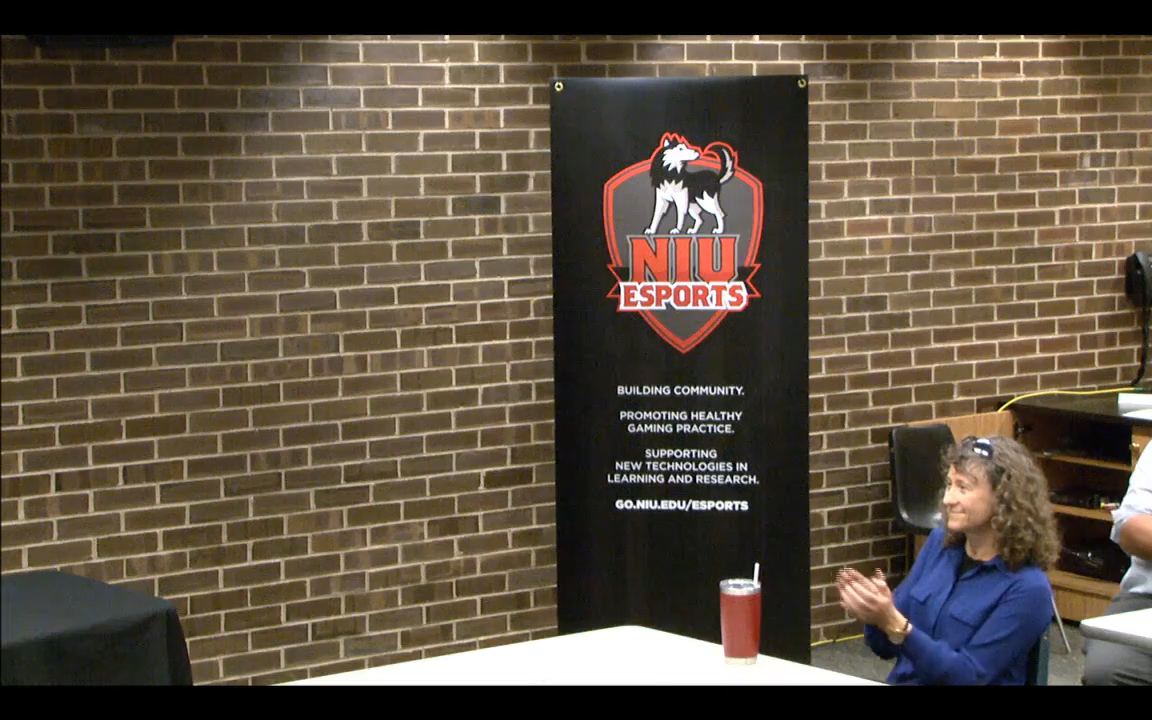 NIU
ESPORTS
BUILDING COMMUNITY.
PROMOTING HEALTHY
GAMING PRACTICE.
SUPPORTING
NEW TECHNOLOGIES IN
LEARNING AND RESEARCH.
GO.NIU.EDU/ESPORTS